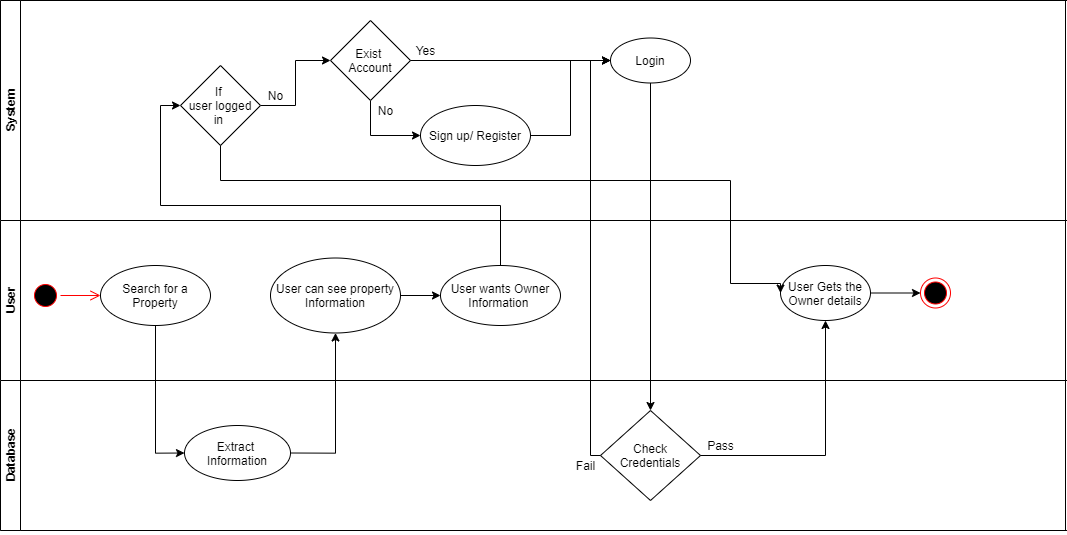 System
If
user logged
in
No
Exist
Account
Yes
No
Sign up/ Register
Login
User
Search for a
Property
User can see property
Information
User wants Owner
Information
User Gets the
Owner details
Database
Extract
Information
Check
Credentials
Fail
Pass